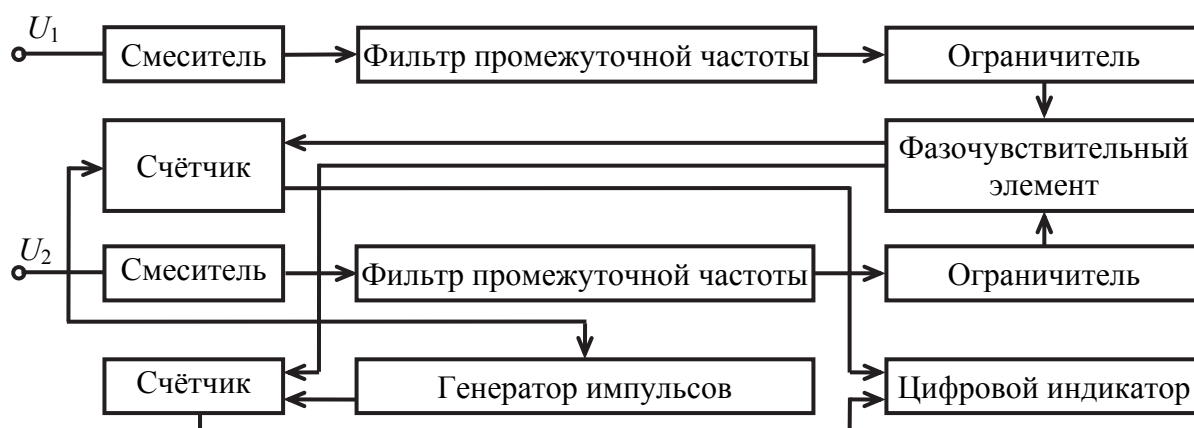 U1
Смеситель
Фильтр промежуточной частоты
Ограничитель
Счётчик
Фазочувствительный
элемент
U2
Смеситель
Фильтр промежуточной частоты
Ограничитель
Счётчик
Генератор импульсов
Цифровой индикатор